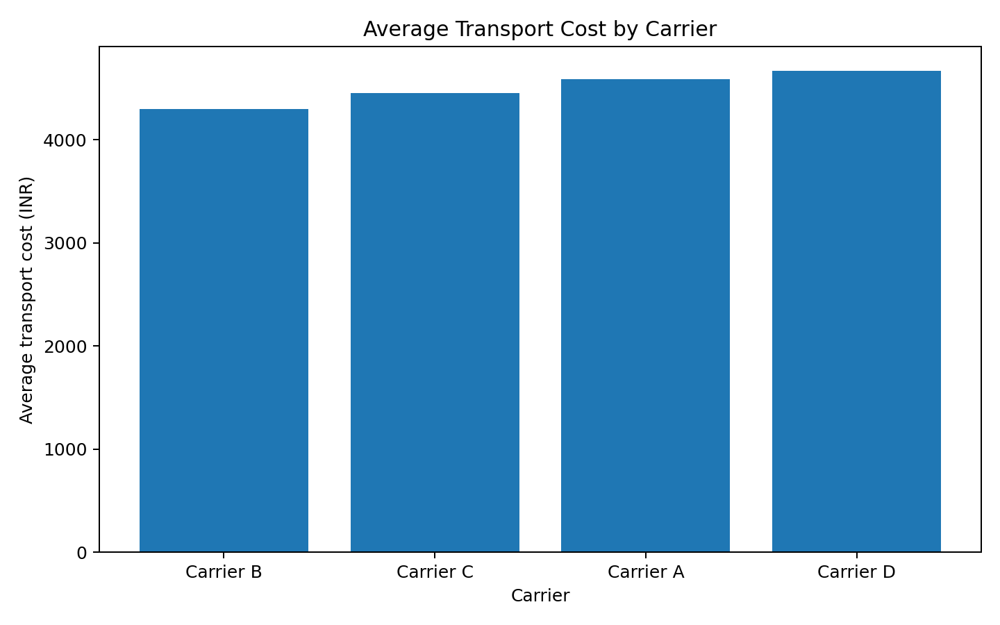 Average Transport Cost by Carrier
Average transport cost (INR)
4000
3000
2000
1000
0
Carrier B
Carrier C
Carrier A
Carrier D
Carrier